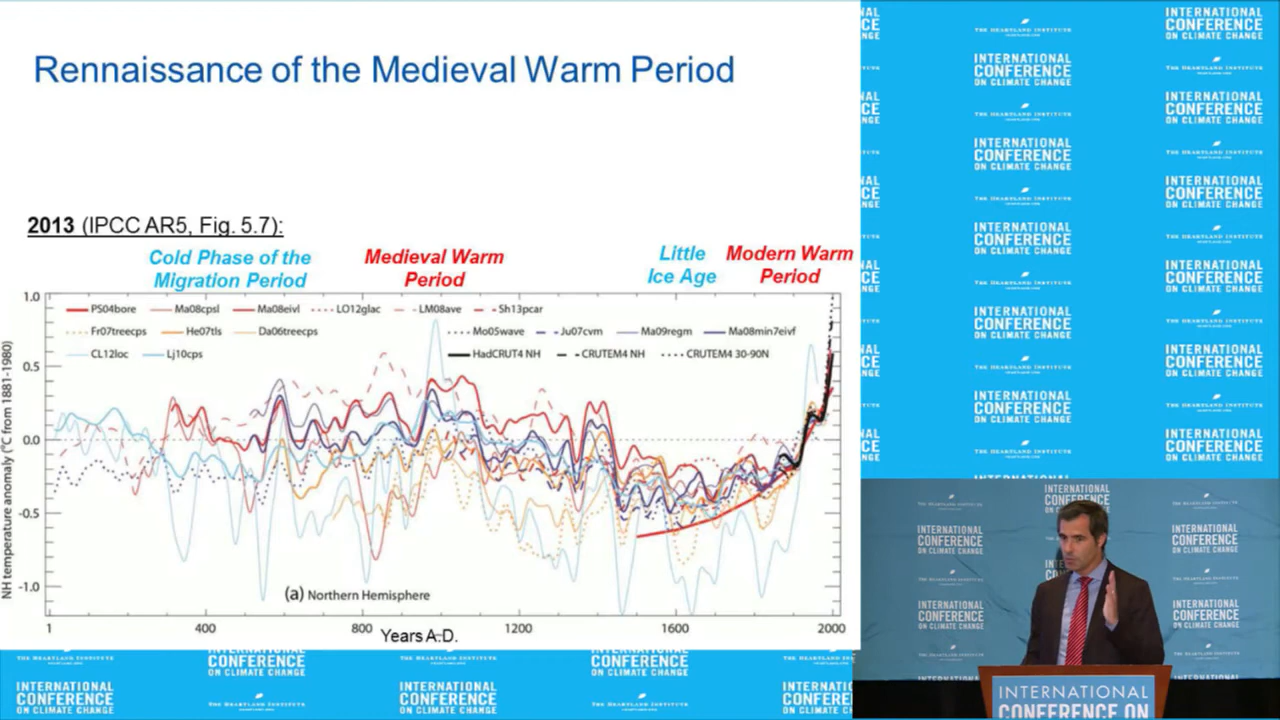 Rennaissance of the Medieval Warm Period
2013 (IPCC AR5, Fig. 5.7):
Cold Phase of the
Migration Period
Medieval Warm
Period
Little
Ice Age
Modern Warm
Period
PS04bore
Ma08cpsl
Ma08eivl
LO12glac
LM08ave
Sh13pcar
Fr07treecps
He07tls
Da06treecps
Mo05wave
Ju07cvm
Ma09regm
Ma08min7eivf
CL12loc
Lj10cps
HadCRUT4 NH
CRUTEM4 NH
CRUTEM4 30-90N
NH temperature anomaly (°C from 1881-1980)
1.0
0.5
0.0
-0.5
-1.0
(a) Northern Hemisphere
1
400
800
1200
1600
2000
Years A.D.
THE HEARTLAND INSTITUTE
INTERNATIONAL
CONFERENCE
ON CLIMATE CHANGE
INTERNATIONAL
CONFERENCE ON